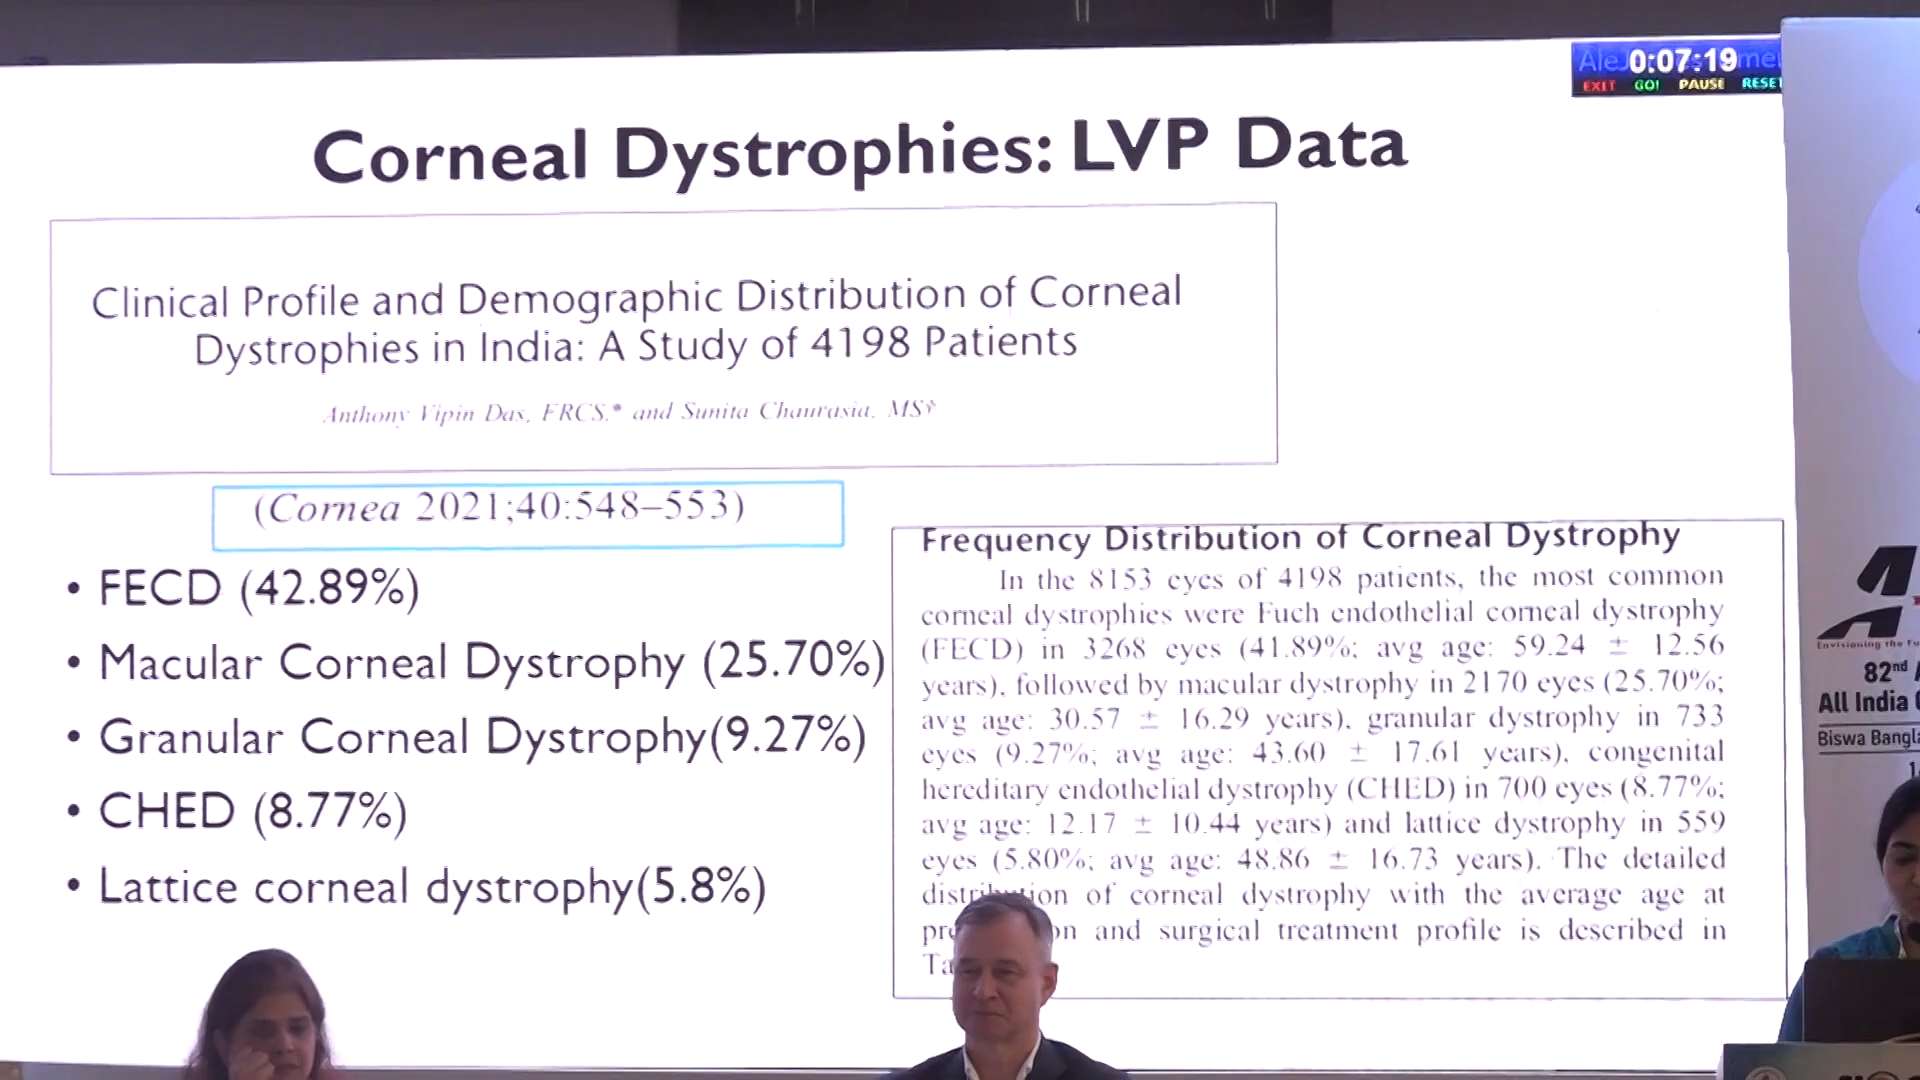 0:07:19
EXIT GO! PAUSE RESET
Corneal Dystrophies: LVP Data
Clinical Profile and Demographic Distribution of Corneal
Dystrophies in India: A Study of 4198 Patients
Anthony Vipin Das, FRCS,* and Sunita Chaurasia, MS†
(Cornea 2021;40:548–553)
• FECD (42.89%)
• Macular Corneal Dystrophy (25.70%)
• Granular Corneal Dystrophy(9.27%)
• CHED (8.77%)
• Lattice corneal dystrophy(5.8%)
Frequency Distribution of Corneal Dystrophy
In the 8153 eyes of 4198 patients, the most common
corneal dystrophies were Fuch endothelial corneal dystrophy
(FECD) in 3268 eyes (41.89%; avg age: 59.24 ± 12.56
years), followed by macular dystrophy in 2170 eyes (25.70%;
avg age: 30.57 ± 16.29 years), granular dystrophy in 733
eyes (9.27%; avg age: 43.60 ± 17.61 years), congenital
hereditary endothelial dystrophy (CHED) in 700 eyes (8.77%;
avg age: 12.17 ± 10.44 years) and lattice dystrophy in 559
eyes (5.80%; avg age: 48.86 ± 16.73 years). The detailed
distribution of corneal dystrophy with the average age at
and surgical treatment profile is described in
Envisioning the
82nd
All India
Biswa